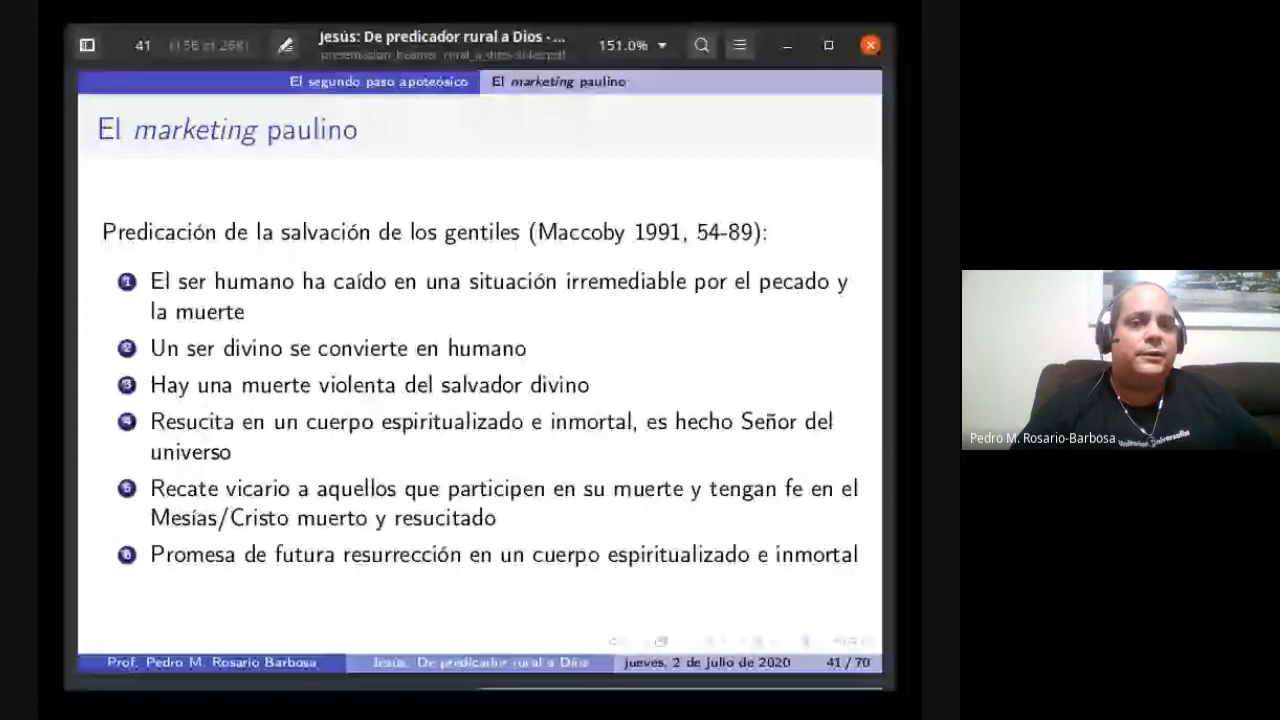 41 (156 of 268) Jesús: De predicador rural a Dios - ... 151.0%
El segundo paso apoteósico El marketing paulino
El marketing paulino
Predicación de la salvación de los gentiles (Maccoby 1991, 54-89):
1 El ser humano ha caído en una situación irremediable por el pecado y
la muerte
2 Un ser divino se convierte en humano
3 Hay una muerte violenta del salvador divino
4 Resucita en un cuerpo espiritualizado e inmortal, es hecho Señor del
universo
5 Recate vicario a aquellos que participen en su muerte y tengan fe en el
Mesías/Cristo muerto y resucitado
6 Promesa de futura resurrección en un cuerpo espiritualizado e inmortal
Prof. Pedro M. Rosario Barbosa Jesús: De predicador rural a Dios jueves, 2 de julio de 2020 41 / 70
Unitarian Universalist
Pedro M. Rosario-Barbosa